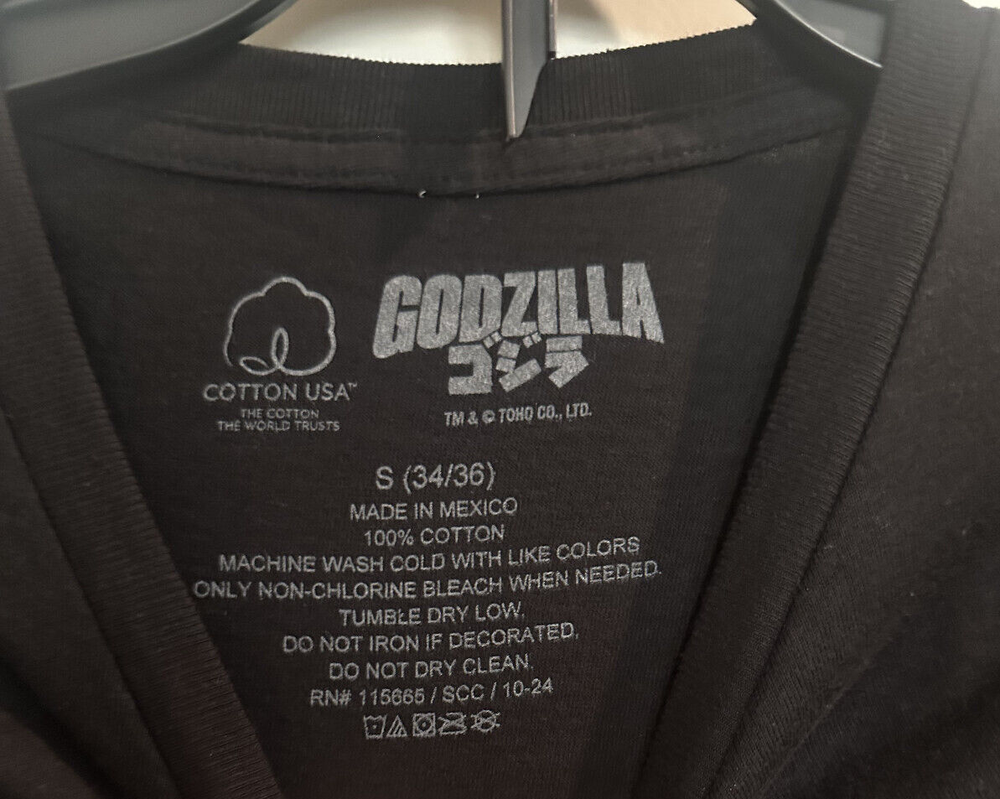 COTTON USA™
THE COTTON
THE WORLD TRUSTS
GODZILLA
ゴジラ
TM & © TOHO CO., LTD.
S (34/36)
MADE IN MEXICO
100% COTTON
MACHINE WASH COLD WITH LIKE COLORS
ONLY NON-CHLORINE BLEACH WHEN NEEDED.
TUMBLE DRY LOW.
DO NOT IRON IF DECORATED.
DO NOT DRY CLEAN.
RN# 115665 / SCC / 10-24